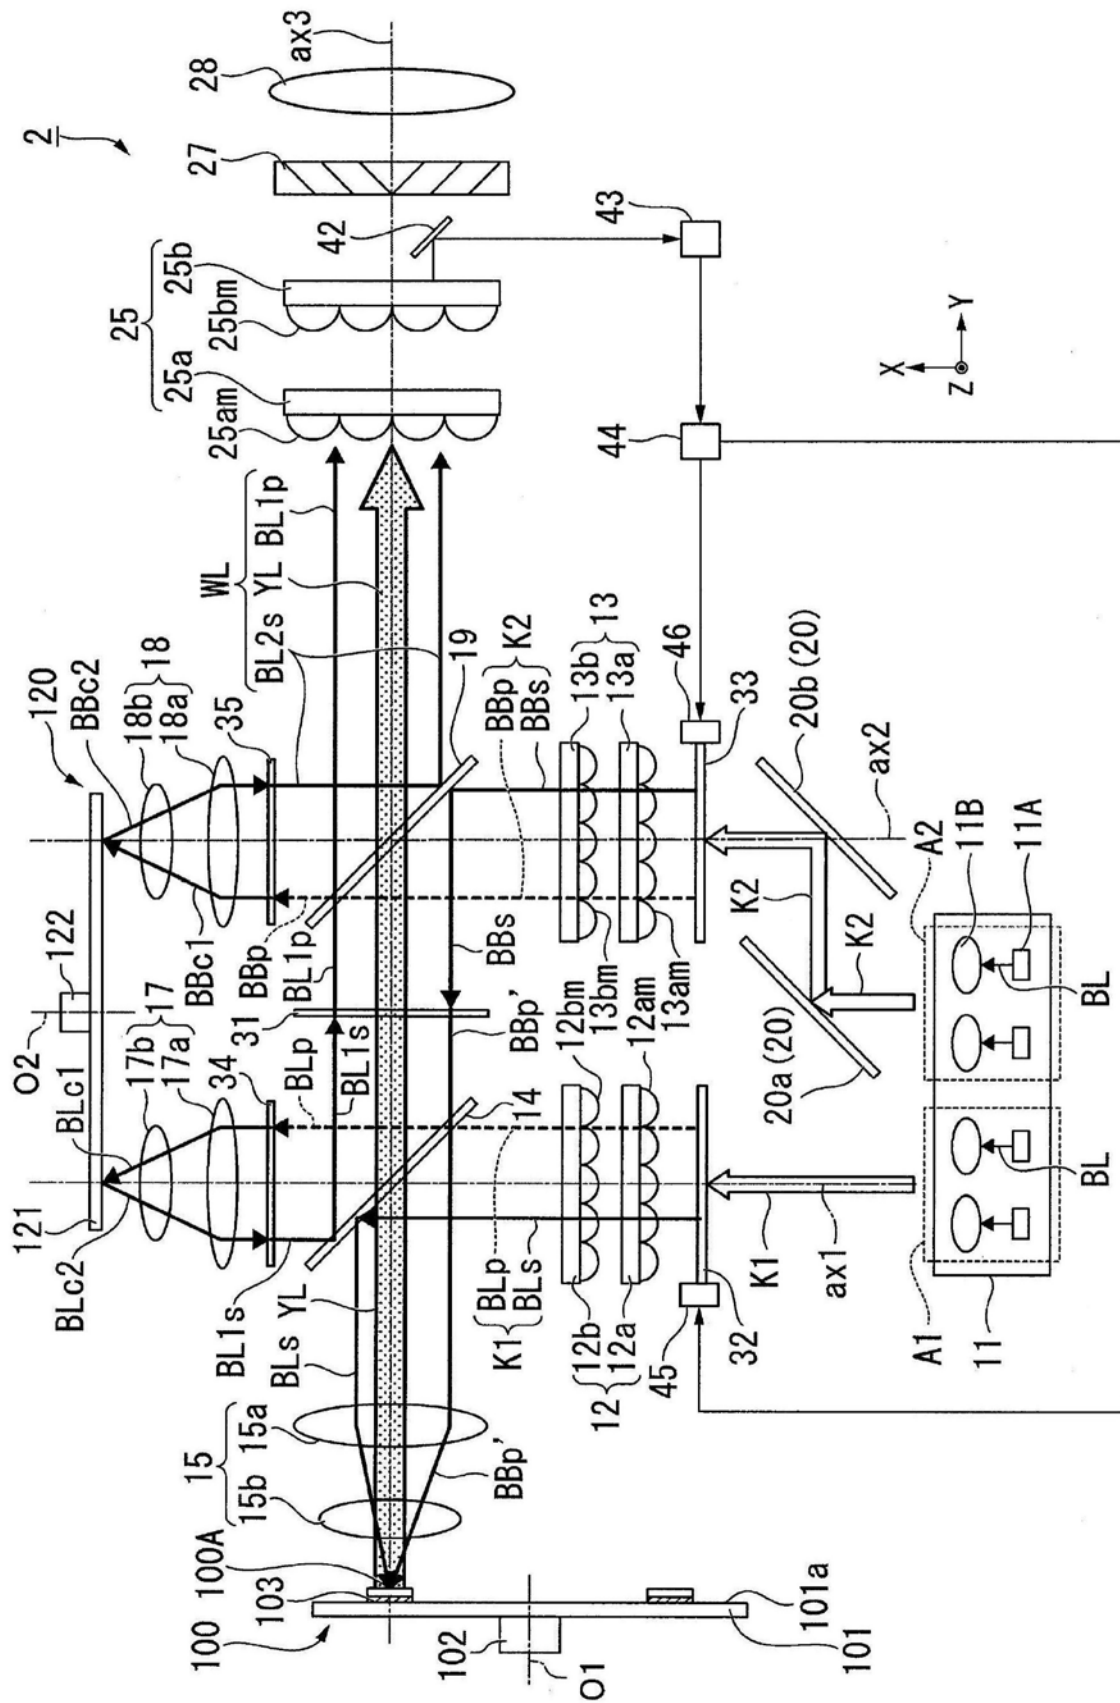 2
ax3
28
27
42
43
25
25a
25b
25am
25bm
44
X
Y
Z
WL
BL2s
YL
BL1p
120
BBc2
18b
18a
18
35
19
K2
BBp
BBs
13b
13a
13
46
33
20b(20)
ax2
A2
11B
11A
O2
122
BBc1
BBp
BL1p
BBs
31
BBp'
13bm
13am
K2
K2
20a(20)
BL
BLc1
17b
17a
17
34
BLp
BL1s
14
12bm
12am
121
BLc2
BL1s
YL
BLs
K1
BLp
BLs
12
12b
12a
45
32
K1
ax1
BL
A1
11
15
15b
15a
BBp'
100A
103
100
102
O1
101
101a